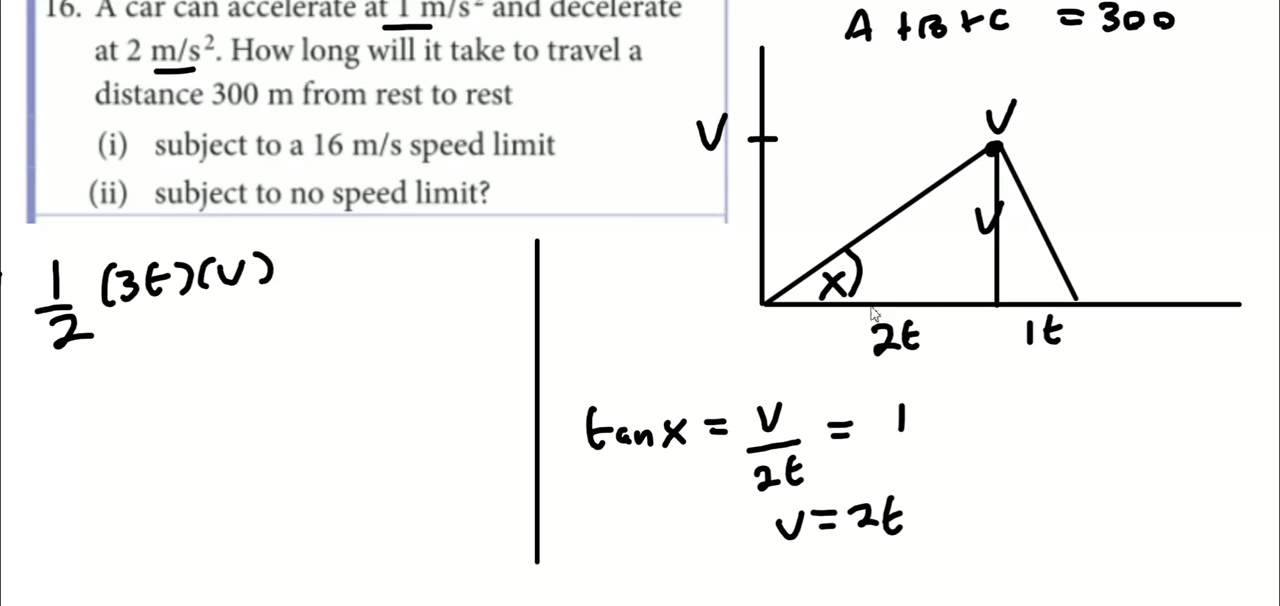 16. A car can accelerate at 1 m/s² and decelerate
at 2 m/s². How long will it take to travel a
distance 300 m from rest to rest
(i) subject to a 16 m/s speed limit
(ii) subject to no speed limit?
A + B + C = 300
V
V
V
x
2t 1t
1/2 (3t)(v)
tan x = V/2t = 1
v = 2t